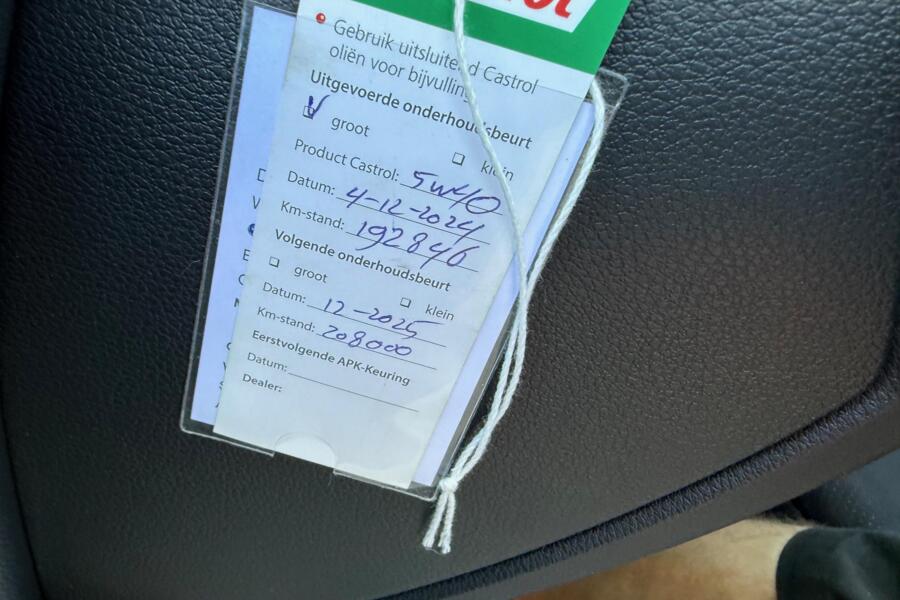 Gebruik uitsluitend Castrol
oliën voor bijvulling
Uitgevoerde onderhoudsbeurt
groot
klein
Product Castrol: 5W40
Datum: 4-12-2024
Km-stand: 192846
Volgende onderhoudsbeurt
groot
klein
Datum: 12-2025
Km-stand: 208000
Eerstvolgende APK-Keuring
Datum:
Dealer: